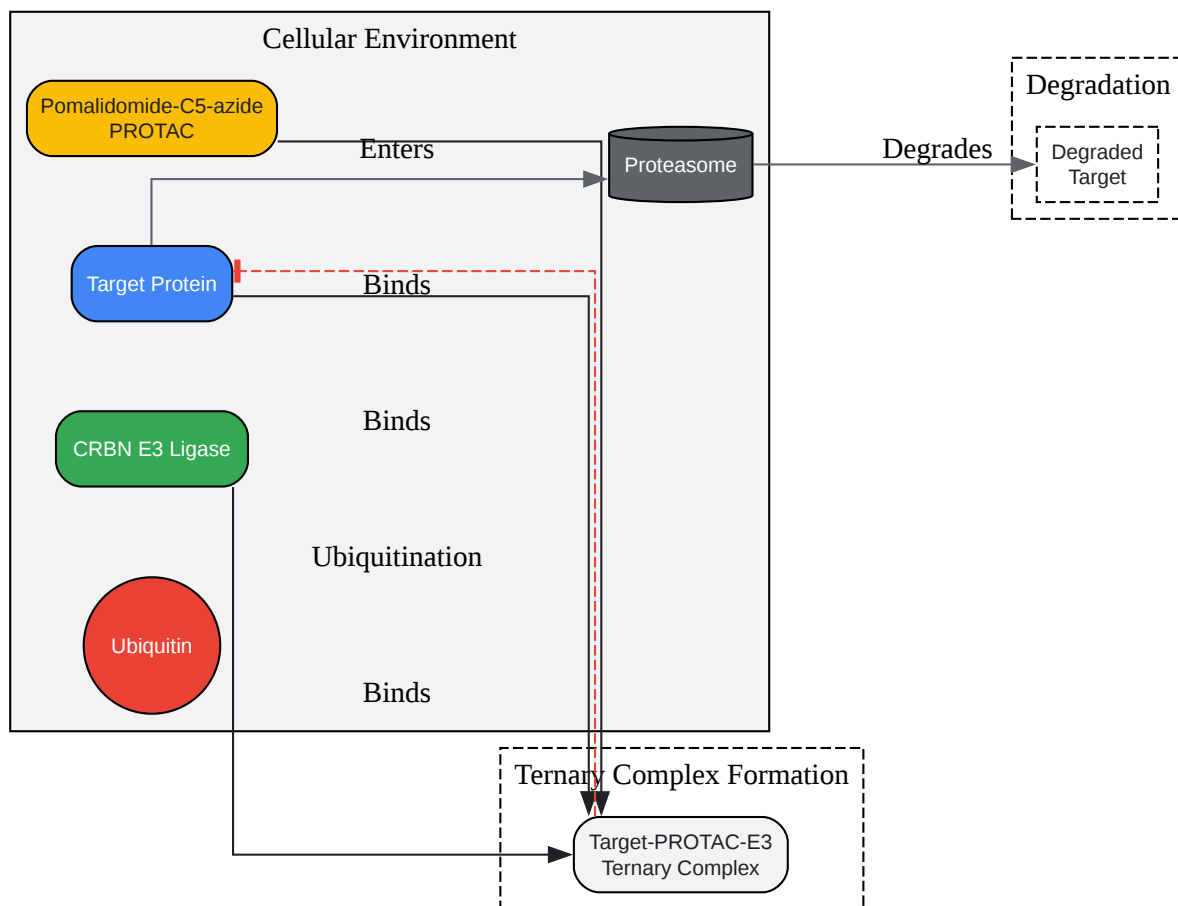 Cellular Environment
Pomalidomide-C5-azide
PROTAC
Enters
Proteasome
Degrades
Degradation
Degraded
Target
Target Protein
Binds
CRBN E3 Ligase
Binds
Ubiquitination
Ubiquitin
Binds
Ternary Complex Formation
Target-PROTAC-E3
Ternary Complex